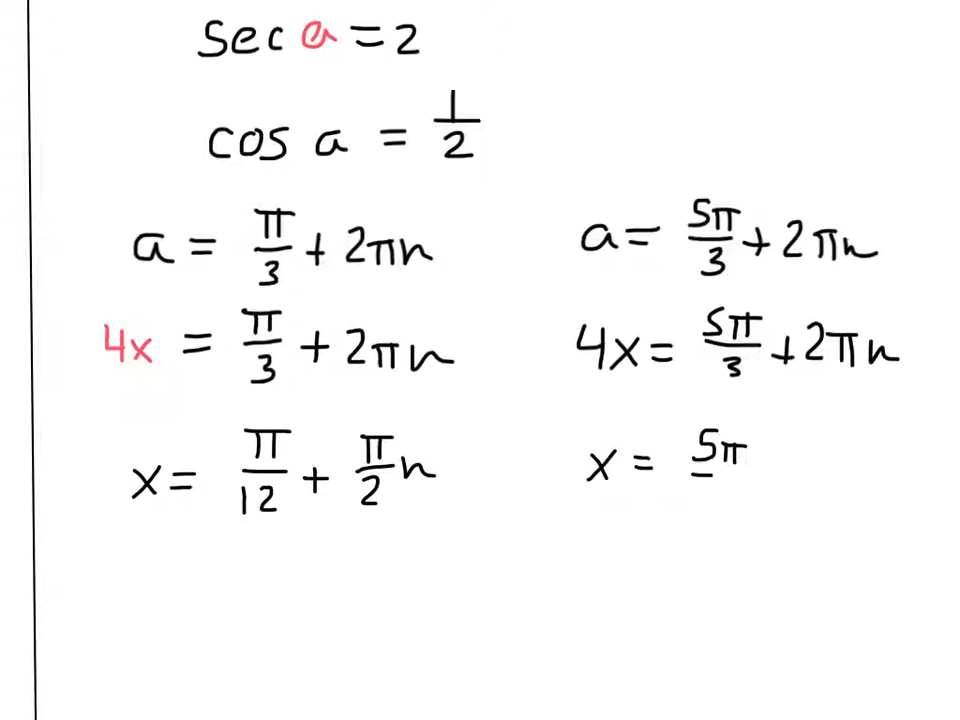 sec a = 2
cos a = 1/2
a = π/3 + 2πn
a = 5π/3 + 2πn
4x = π/3 + 2πn
4x = 5π/3 + 2πn
x = π/12 + π/2 n
x = 5π